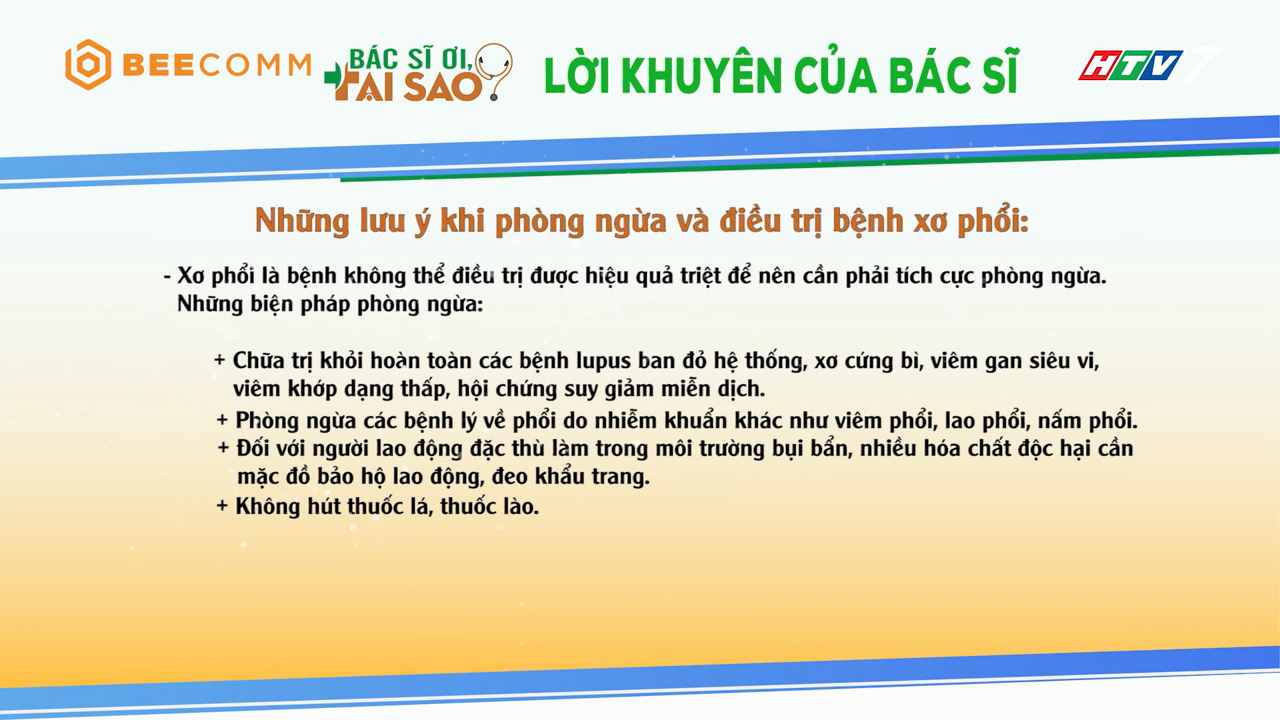 BEECOMM
BÁC SĨ ƠI,
TẠI SAO?
LỜI KHUYÊN CỦA BÁC SĨ
HTV7
Những lưu ý khi phòng ngừa và điều trị bệnh xơ phổi:
- Xơ phổi là bệnh không thể điều trị được hiệu quả triệt để nên cần phải tích cực phòng ngừa.
Những biện pháp phòng ngừa:
+ Chữa trị khỏi hoàn toàn các bệnh lupus ban đỏ hệ thống, xơ cứng bì, viêm gan siêu vi,
viêm khớp dạng thấp, hội chứng suy giảm miễn dịch.
+ Phòng ngừa các bệnh lý về phổi do nhiễm khuẩn khác như viêm phổi, lao phổi, nấm phổi.
+ Đối với người lao động đặc thù làm trong môi trường bụi bẩn, nhiều hóa chất độc hại cần
mặc đồ bảo hộ lao động, đeo khẩu trang.
+ Không hút thuốc lá, thuốc lào.